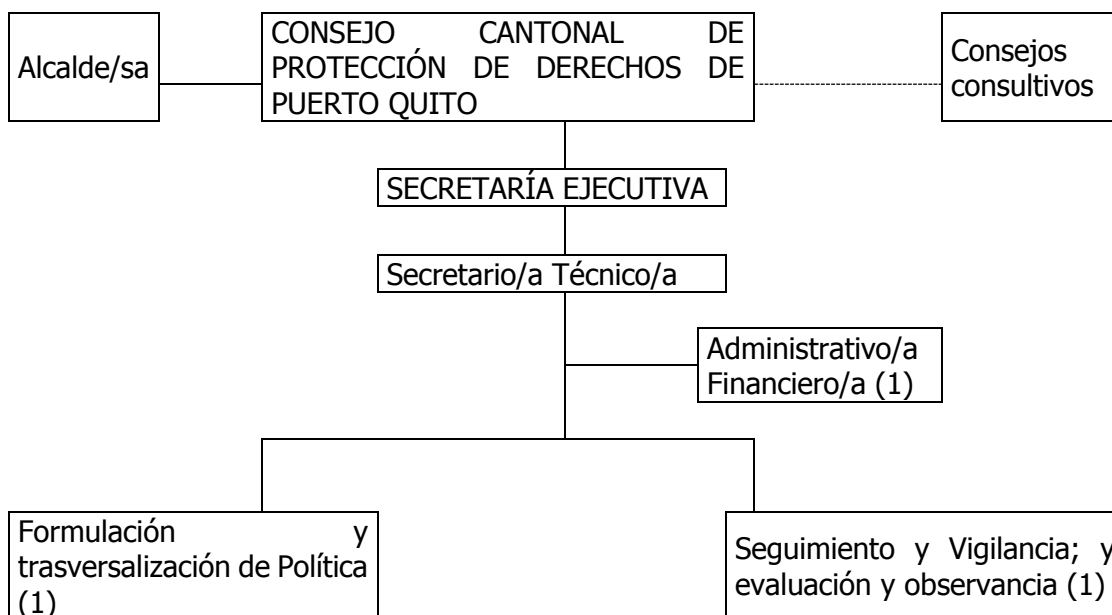 Alcalde/sa
CONSEJO CANTONAL DE
PROTECCIÓN DE DERECHOS DE
PUERTO QUITO
Consejos
consultivos
SECRETARÍA EJECUTIVA
Secretario/a Técnico/a
Administrativo/a
Financiero/a (1)
Formulación y
trasversalización de Política
(1)
Seguimiento y Vigilancia; y
evaluación y observancia (1)